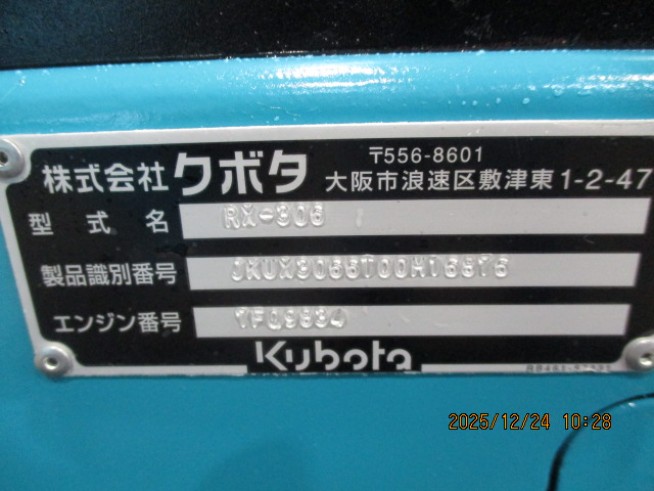 株式会社クボタ 〒556-8601
大阪市浪速区敷津東1-2-47
型式名 RX-306
製品識別番号
エンジン番号
Kubota
2025/12/24 10:28